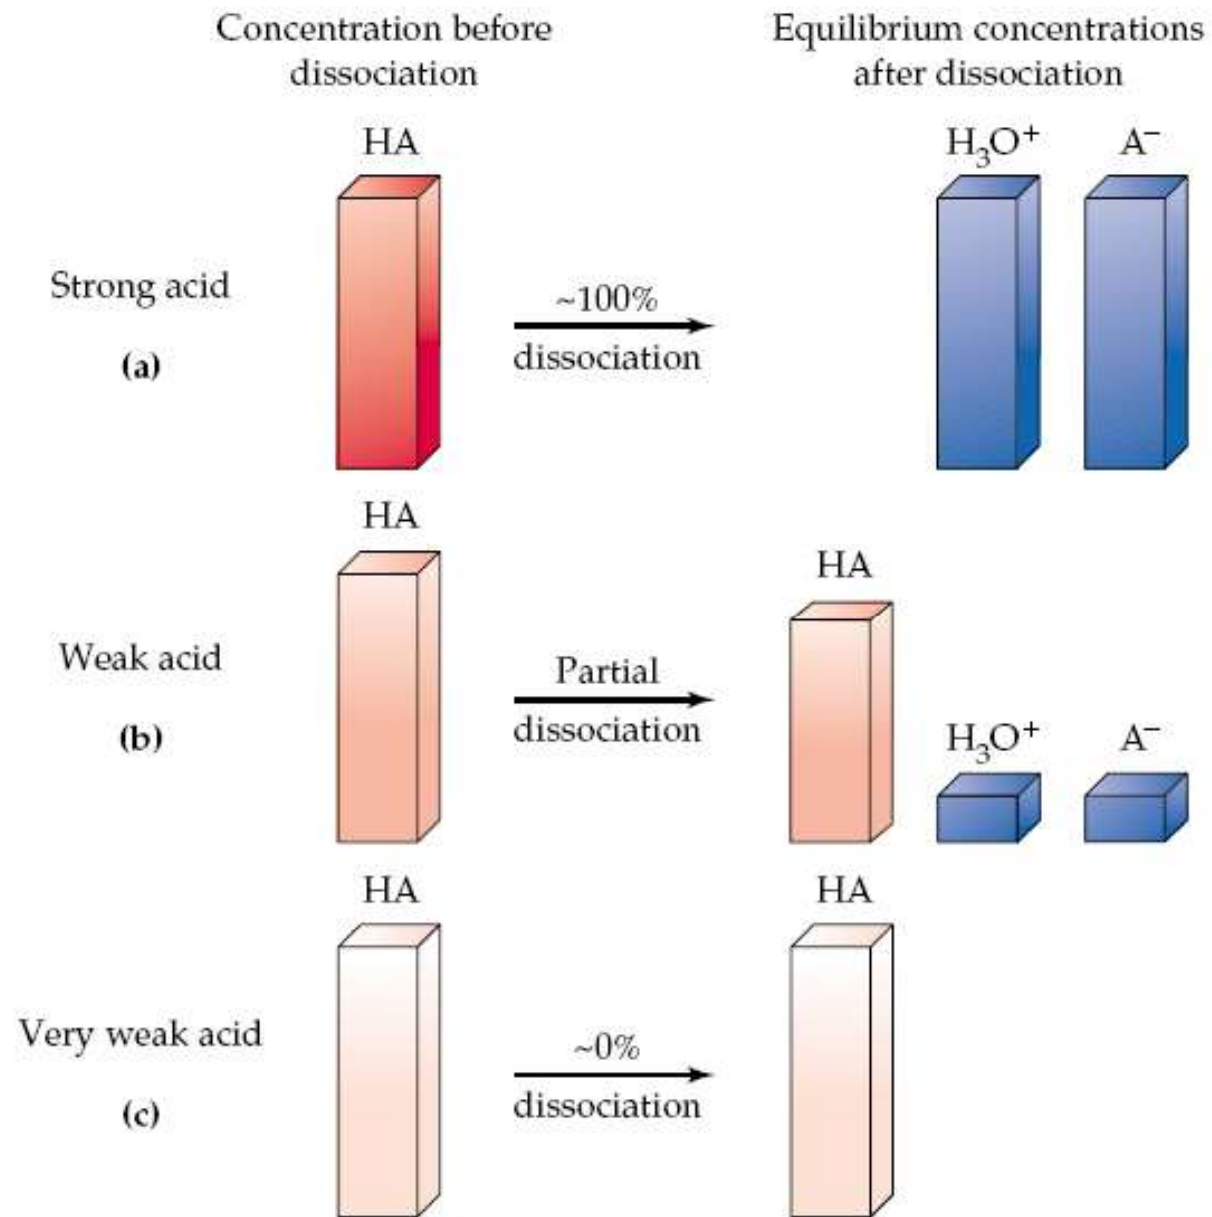 Concentration before
dissociation
Equilibrium concentrations
after dissociation
HA
H₃O⁺
A⁻
Strong acid
(a)
~100%
dissociation
HA
HA
Weak acid
(b)
Partial
dissociation
H₃O⁺
A⁻
HA
HA
Very weak acid
(c)
~0%
dissociation